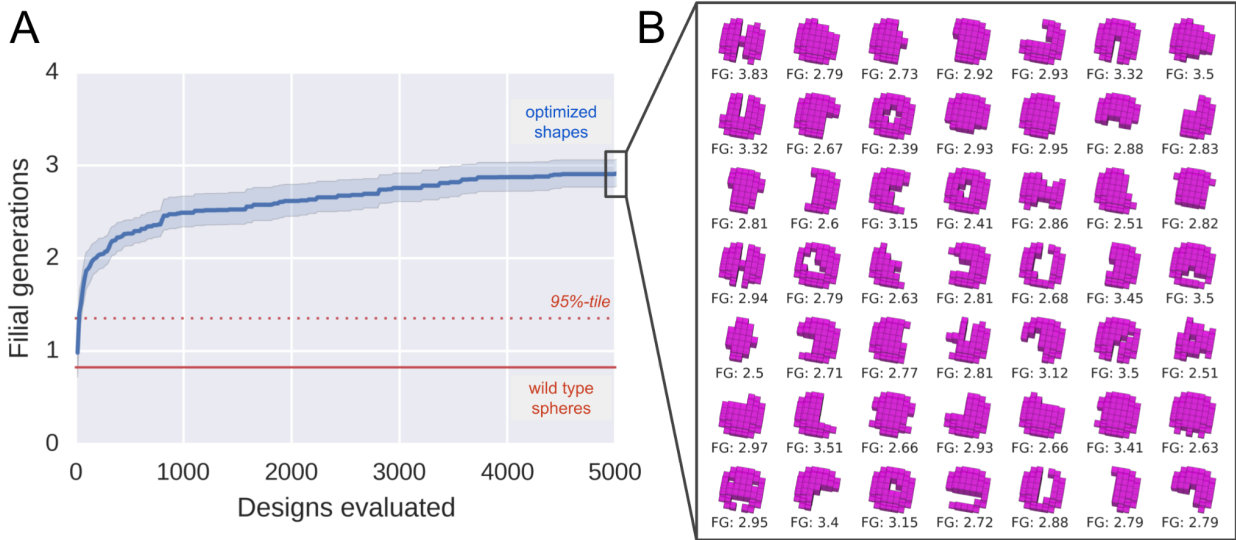 A
B
4
3
2
1
0
Filial generations
optimized
shapes
95%-tile
wild type
spheres
0 1000 2000 3000 4000 5000
Designs evaluated
FG: 3.83 FG: 2.79 FG: 2.73 FG: 2.92 FG: 2.93 FG: 3.32 FG: 3.5
FG: 3.32 FG: 2.67 FG: 2.39 FG: 2.93 FG: 2.95 FG: 2.88 FG: 2.83
FG: 2.81 FG: 2.6 FG: 3.15 FG: 2.41 FG: 2.86 FG: 2.51 FG: 2.82
FG: 2.94 FG: 2.79 FG: 2.63 FG: 2.81 FG: 2.68 FG: 3.45 FG: 3.5
FG: 2.5 FG: 2.71 FG: 2.77 FG: 2.81 FG: 3.12 FG: 3.5 FG: 2.51
FG: 2.97 FG: 3.51 FG: 2.66 FG: 2.93 FG: 2.66 FG: 3.41 FG: 2.63
FG: 2.95 FG: 3.4 FG: 3.15 FG: 2.72 FG: 2.88 FG: 2.79 FG: 2.79